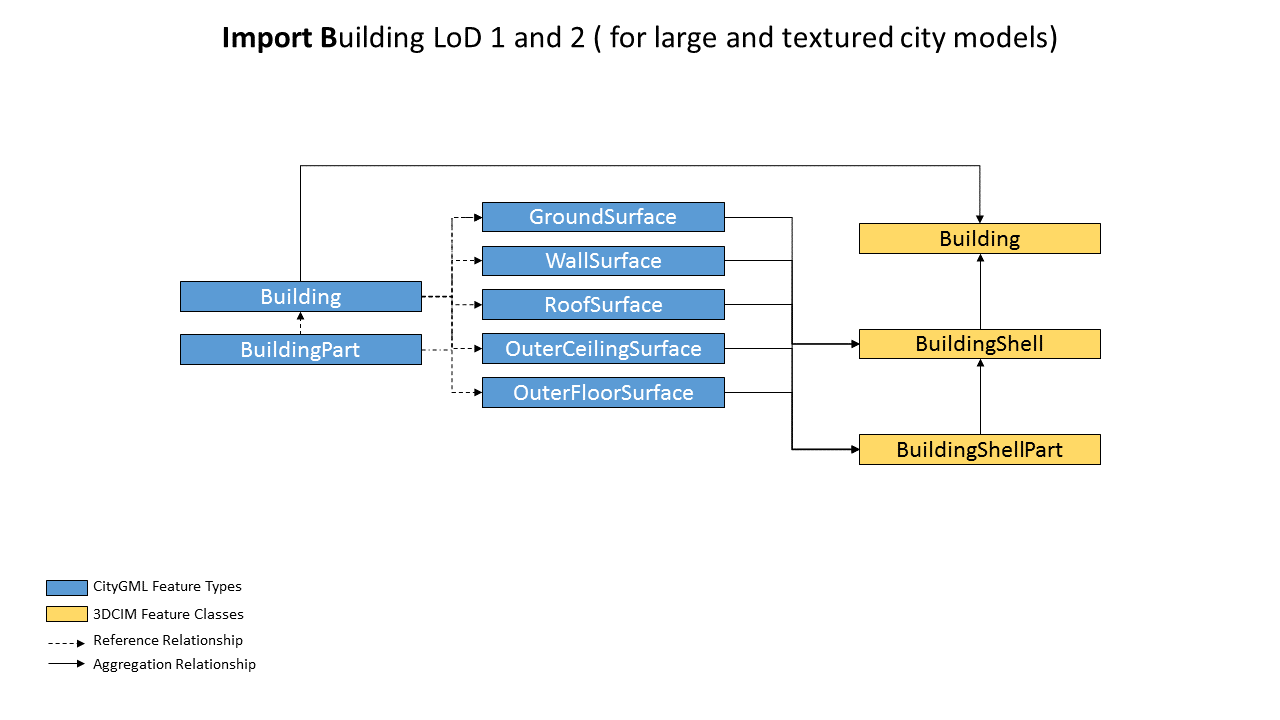 Import Building LoD 1 and 2 ( for large and textured city models)
GroundSurface
WallSurface
RoofSurface
OuterCeilingSurface
OuterFloorSurface
Building
BuildingPart
Building
BuildingShell
BuildingShellPart
CityGML Feature Types
3DCIM Feature Classes
Reference Relationship
Aggregation Relationship